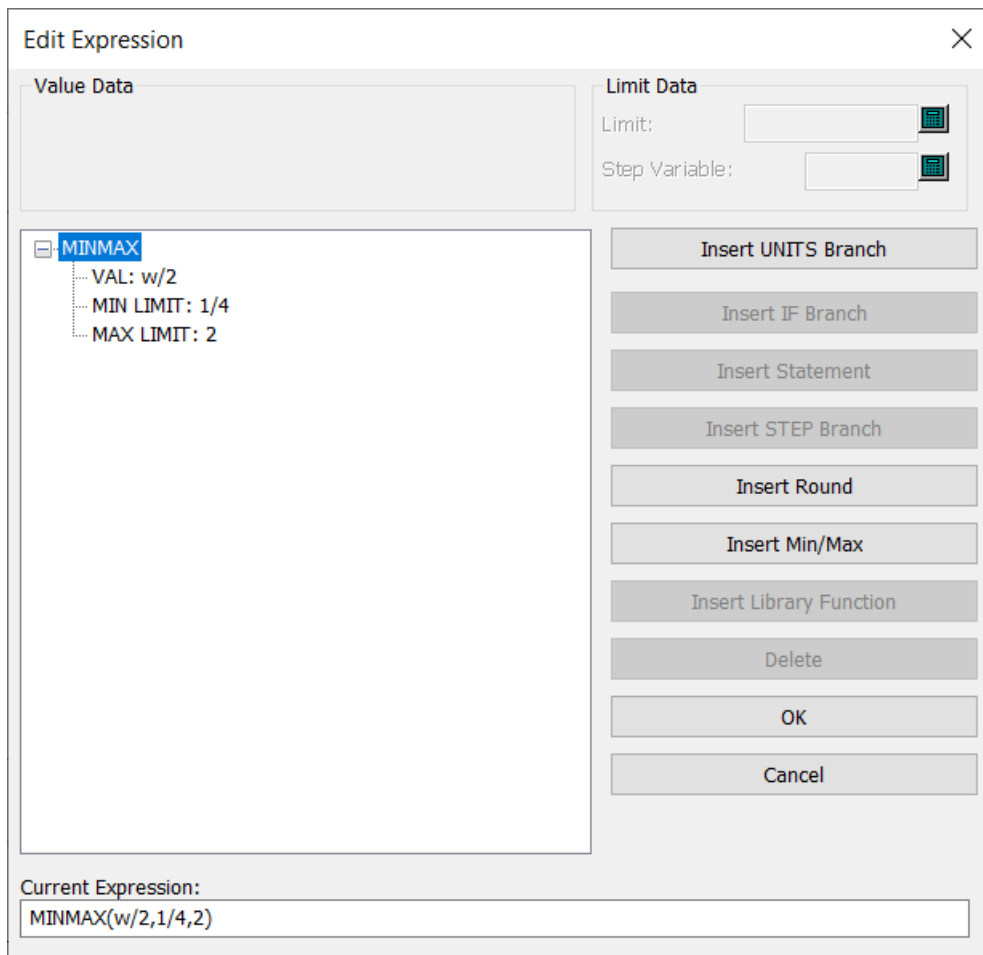 Edit Expression
Value Data
Limit Data
Limit:
Step Variable:
MINMAX
VAL: w/2
MIN LIMIT: 1/4
MAX LIMIT: 2
Insert UNITS Branch
Insert IF Branch
Insert Statement
Insert STEP Branch
Insert Round
Insert Min/Max
Insert Library Function
Delete
OK
Cancel
Current Expression:
MINMAX(w/2,1/4,2)